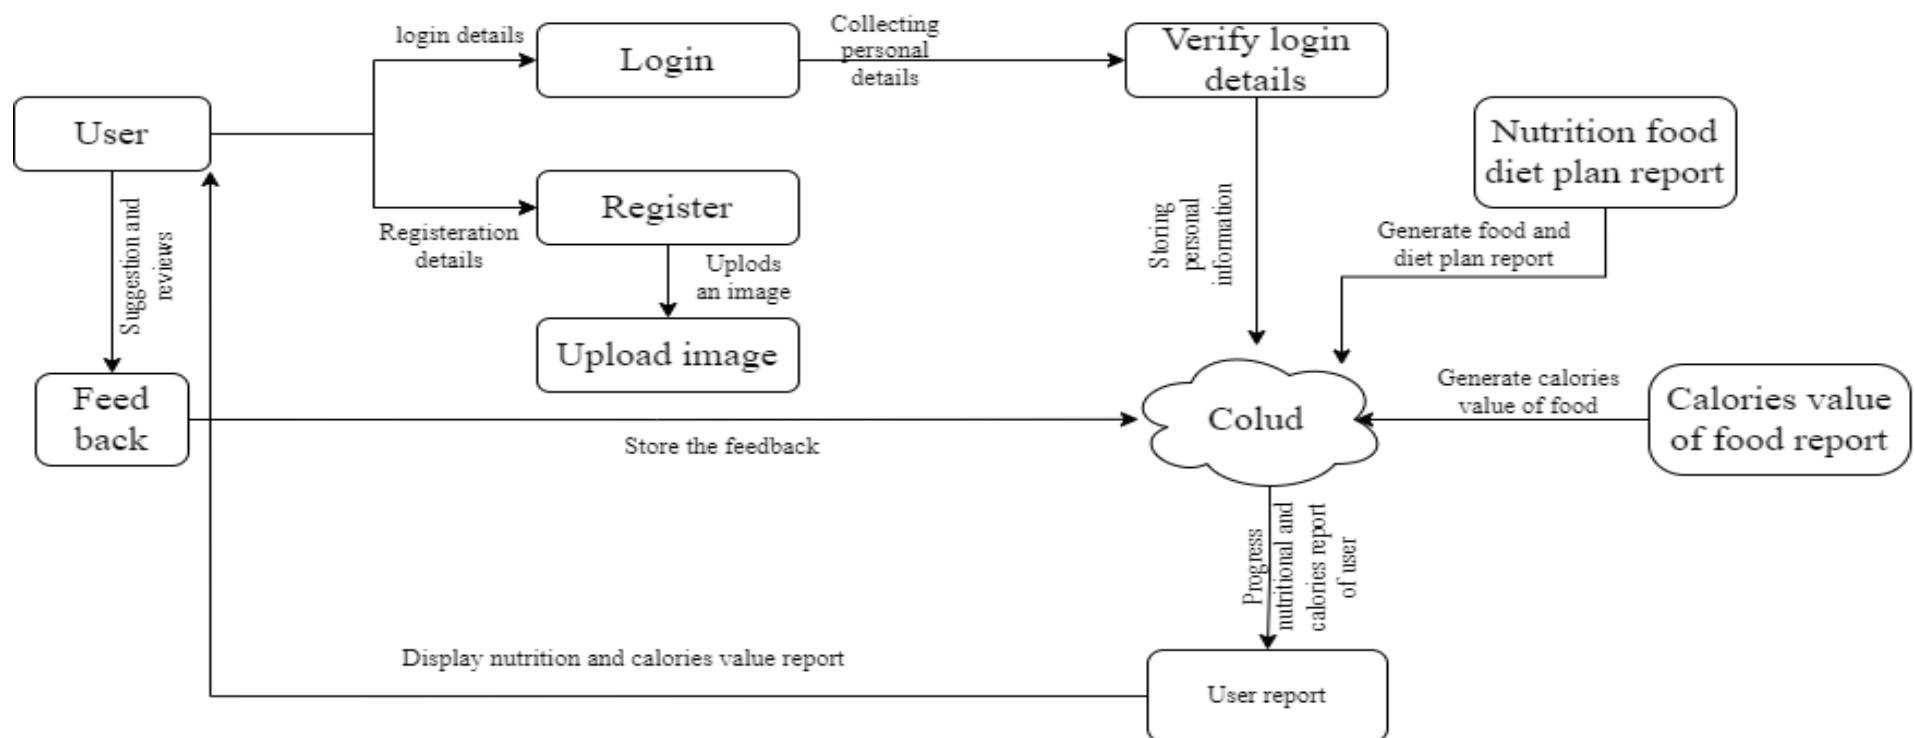 login details
Login
Collecting
personal
details
Verify login
details
User
Nutrition food
diet plan report
Suggestion and
reviews
Registeration
details
Register
Uplods
an image
Upload image
Storing
personal
information
Generate food and
diet plan report
Feed
back
Store the feedback
Colud
Generate calories
value of food
Calories value
of food report
Progress
nutritional and
calories report
of user
Display nutrition and calories value report
User report